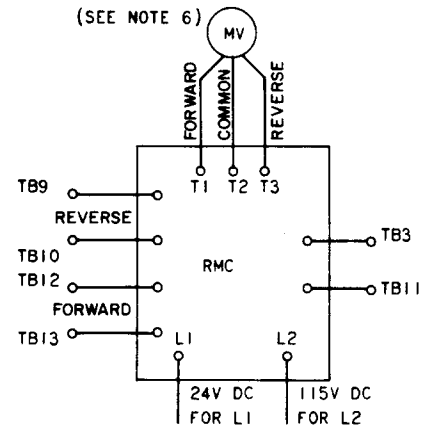 (SEE NOTE 6)
MV
FORWARD
COMMON
REVERSE
T1 T2 T3
TB9
REVERSE
TB10
TB12
FORWARD
TB13
RMC
TB3
TB11
L1
L2
24V DC
FOR L1
115V DC
FOR L2